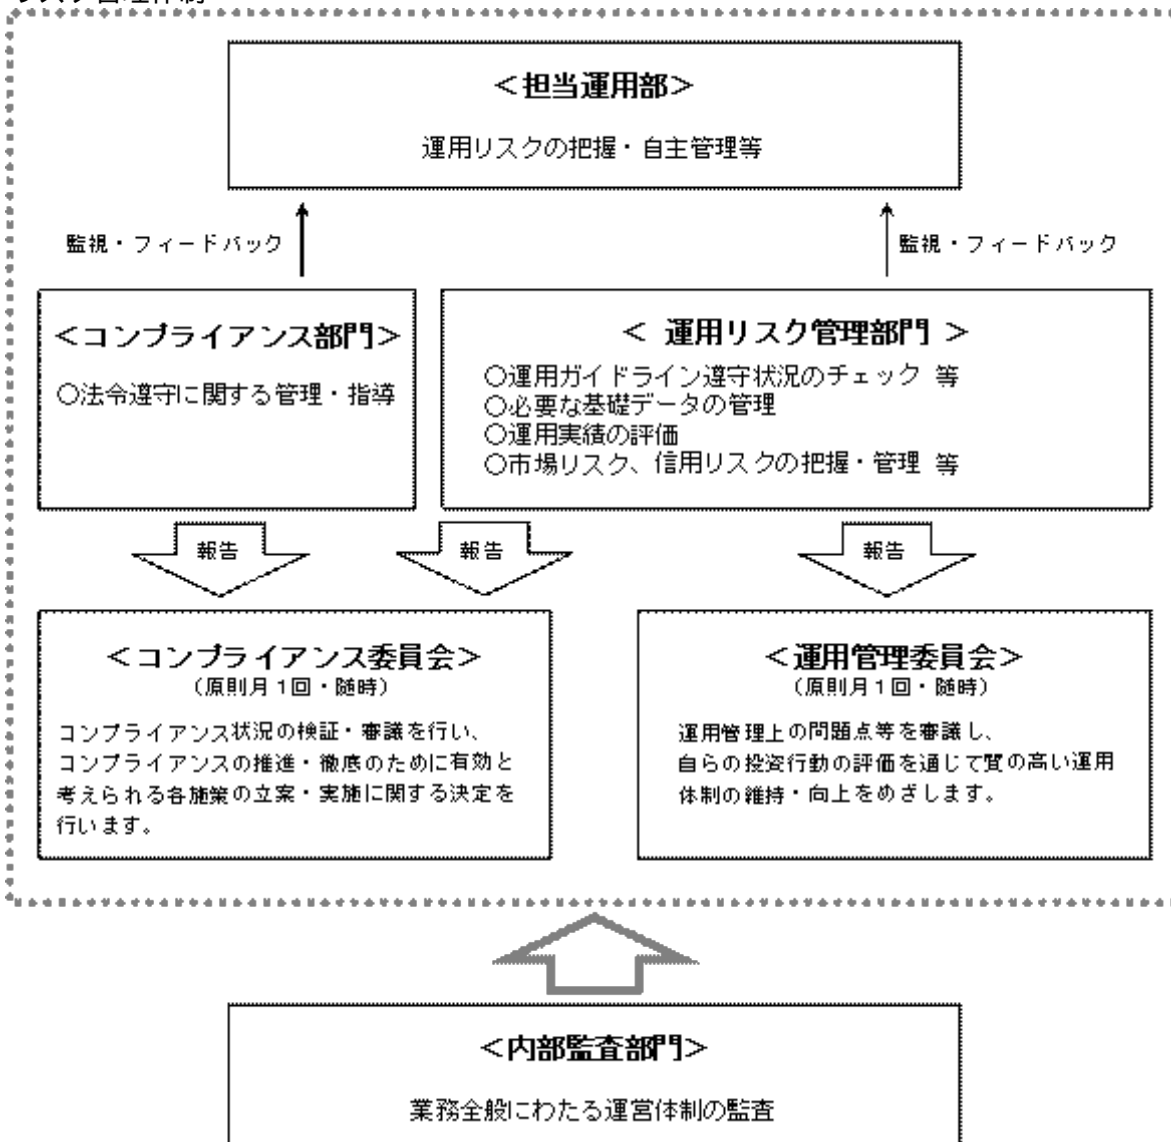 ＜担当運用部＞
運用リスクの把握・自主管理等
監視・フィードバック
監視・フィードバック
＜コンプライアンス部門＞
○法令遵守に関する管理・指導
＜ 運用リスク管理部門 ＞
○運用ガイドライン遵守状況のチェック 等
○必要な基礎データの管理
○運用実績の評価
○市場リスク、信用リスクの把握・管理 等
報告
報告
報告
＜コンプライアンス委員会＞
（原則月１回・随時）
コンプライアンス状況の検証・審議を行い、
コンプライアンスの推進・徹底のために有効と
考えられる各施策の立案・実施に関する決定を
行います。
＜運用管理委員会＞
（原則月１回・随時）
運用管理上の問題点等を審議し、
自らの投資行動の評価を通じて質の高い運用
体制の維持・向上をめざします。
＜内部監査部門＞
業務全般にわたる運営体制の監査